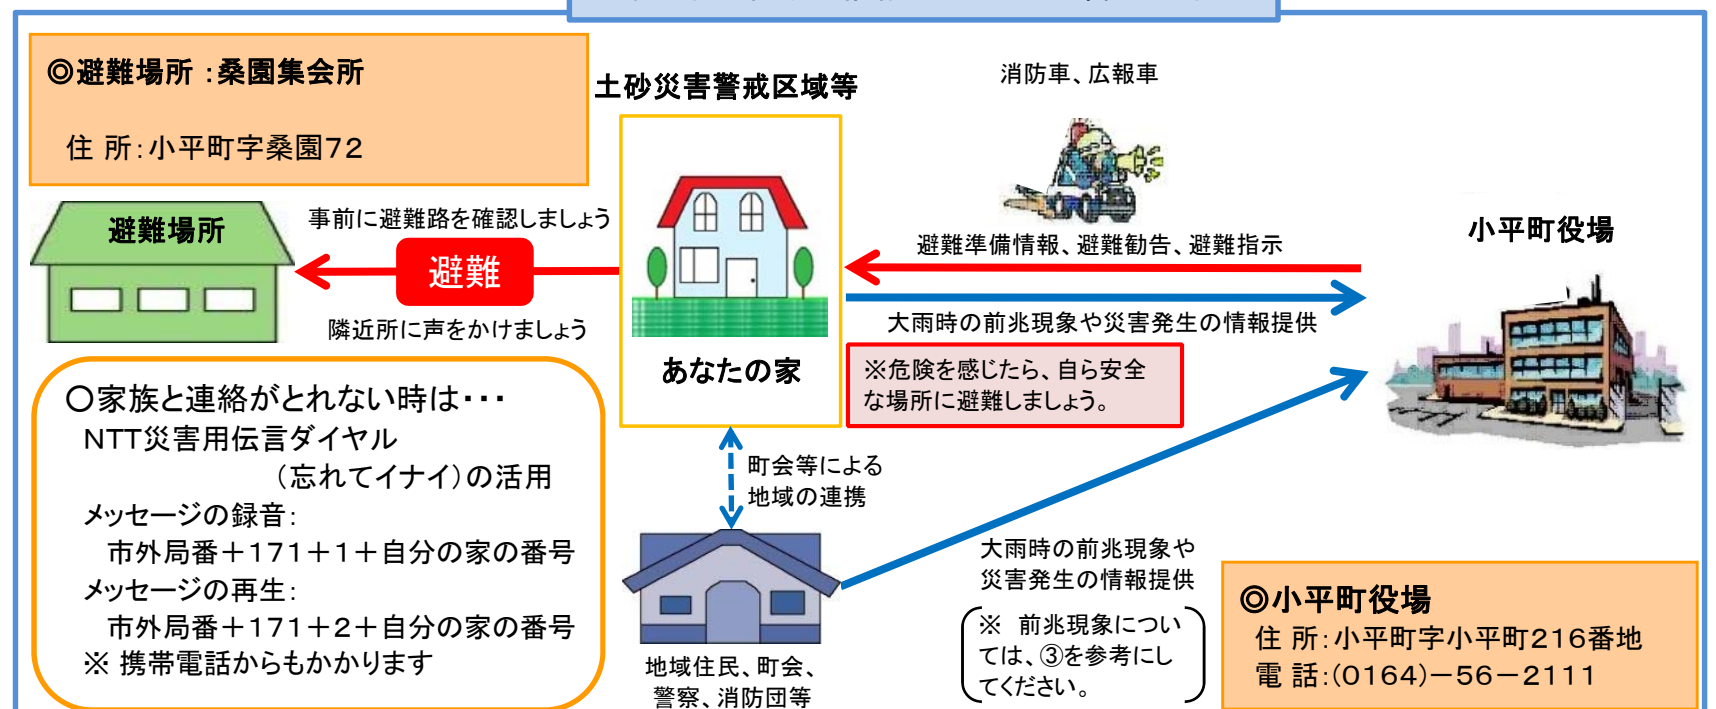 ◎避難場所：桑園集会所
住 所：小平町字桑園72
土砂災害警戒区域等
消防車、広報車
避難場所
事前に避難路を確認しましょう
避難
隣近所に声をかけましょう
避難準備情報、避難勧告、避難指示
小平町役場
大雨時の前兆現象や災害発生の情報提供
あなたの家
※危険を感じたら、自ら安全
な場所に避難しましょう。
○家族と連絡がとれない時は・・・
NTT災害用伝言ダイヤル
（忘れてイナイ）の活用
メッセージの録音：
市外局番＋171＋1＋自分の家の番号
メッセージの再生：
市外局番＋171＋2＋自分の家の番号
※ 携帯電話からもかかります
町会等による
地域の連携
地域住民、町会、
警察、消防団等
大雨時の前兆現象や
災害発生の情報提供
※ 前兆現象につい
ては、③を参考にし
てください。
◎小平町役場
住 所：小平町字小平町216番地
電 話：(0164)－56－2111